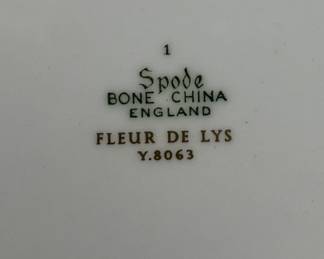 1
Spode
BONE CHINA
ENGLAND
FLEUR DE LYS
Y.8063